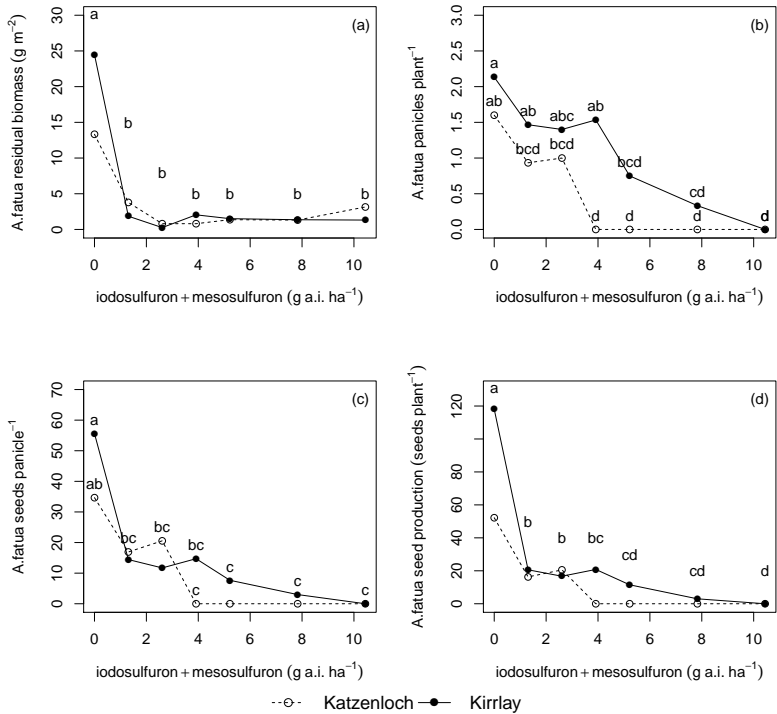 (a)
a
b
b
b
b
b
b
30
25
20
15
10
5
0
A.fatua residual biomass (g m−2)
0 2 4 6 8 10
iodosulfuron + mesosulfuron (g a.i. ha−1)
(b)
a
ab
ab
abc
ab
bcd
bcd
bcd
cd
d d d d
d
3.0
2.0
1.5
1.0
0.5
0.0
A.fatua panicles plant−1
0 2 4 6 8 10
iodosulfuron + mesosulfuron (g a.i. ha−1)
(c)
a
ab
bc
bc
bc
c
c
c
c
70
60
50
40
30
20
10
0
A.fatua seeds panicle−1
0 2 4 6 8 10
iodosulfuron + mesosulfuron (g a.i. ha−1)
(d)
a
b
b
bc
cd
cd
d
120
80
60
40
20
0
A.fatua seed production (seeds plant−1)
0 2 4 6 8 10
iodosulfuron + mesosulfuron (g a.i. ha−1)
Katzenloch Kirrlay